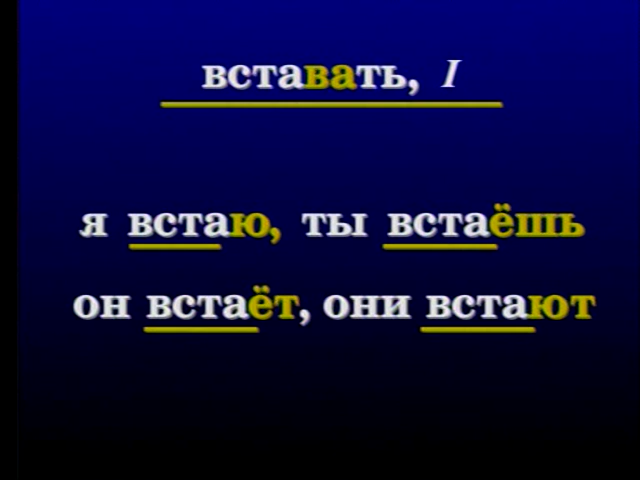 вставать, I
я встаю, ты встаёшь
он встаёт, они встают